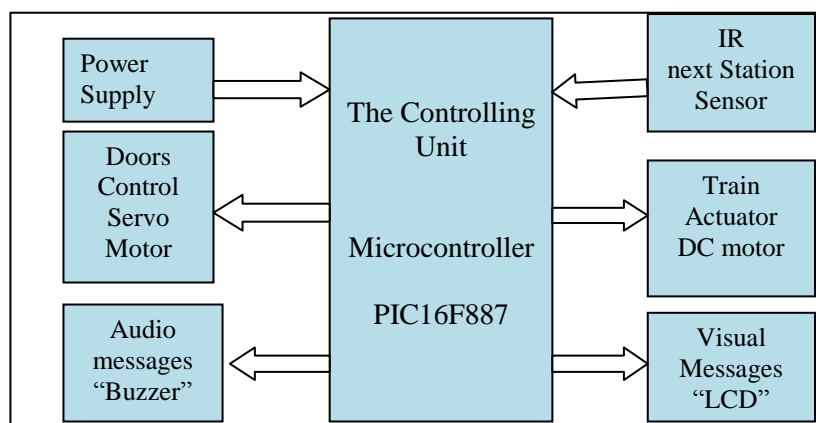 Power
Supply
Doors
Control
Servo
Motor
Audio
messages
“Buzzer”
The Controlling
Unit
Microcontroller
PIC16F887
IR
next Station
Sensor
Train
Actuator
DC motor
Visual
Messages
“LCD”